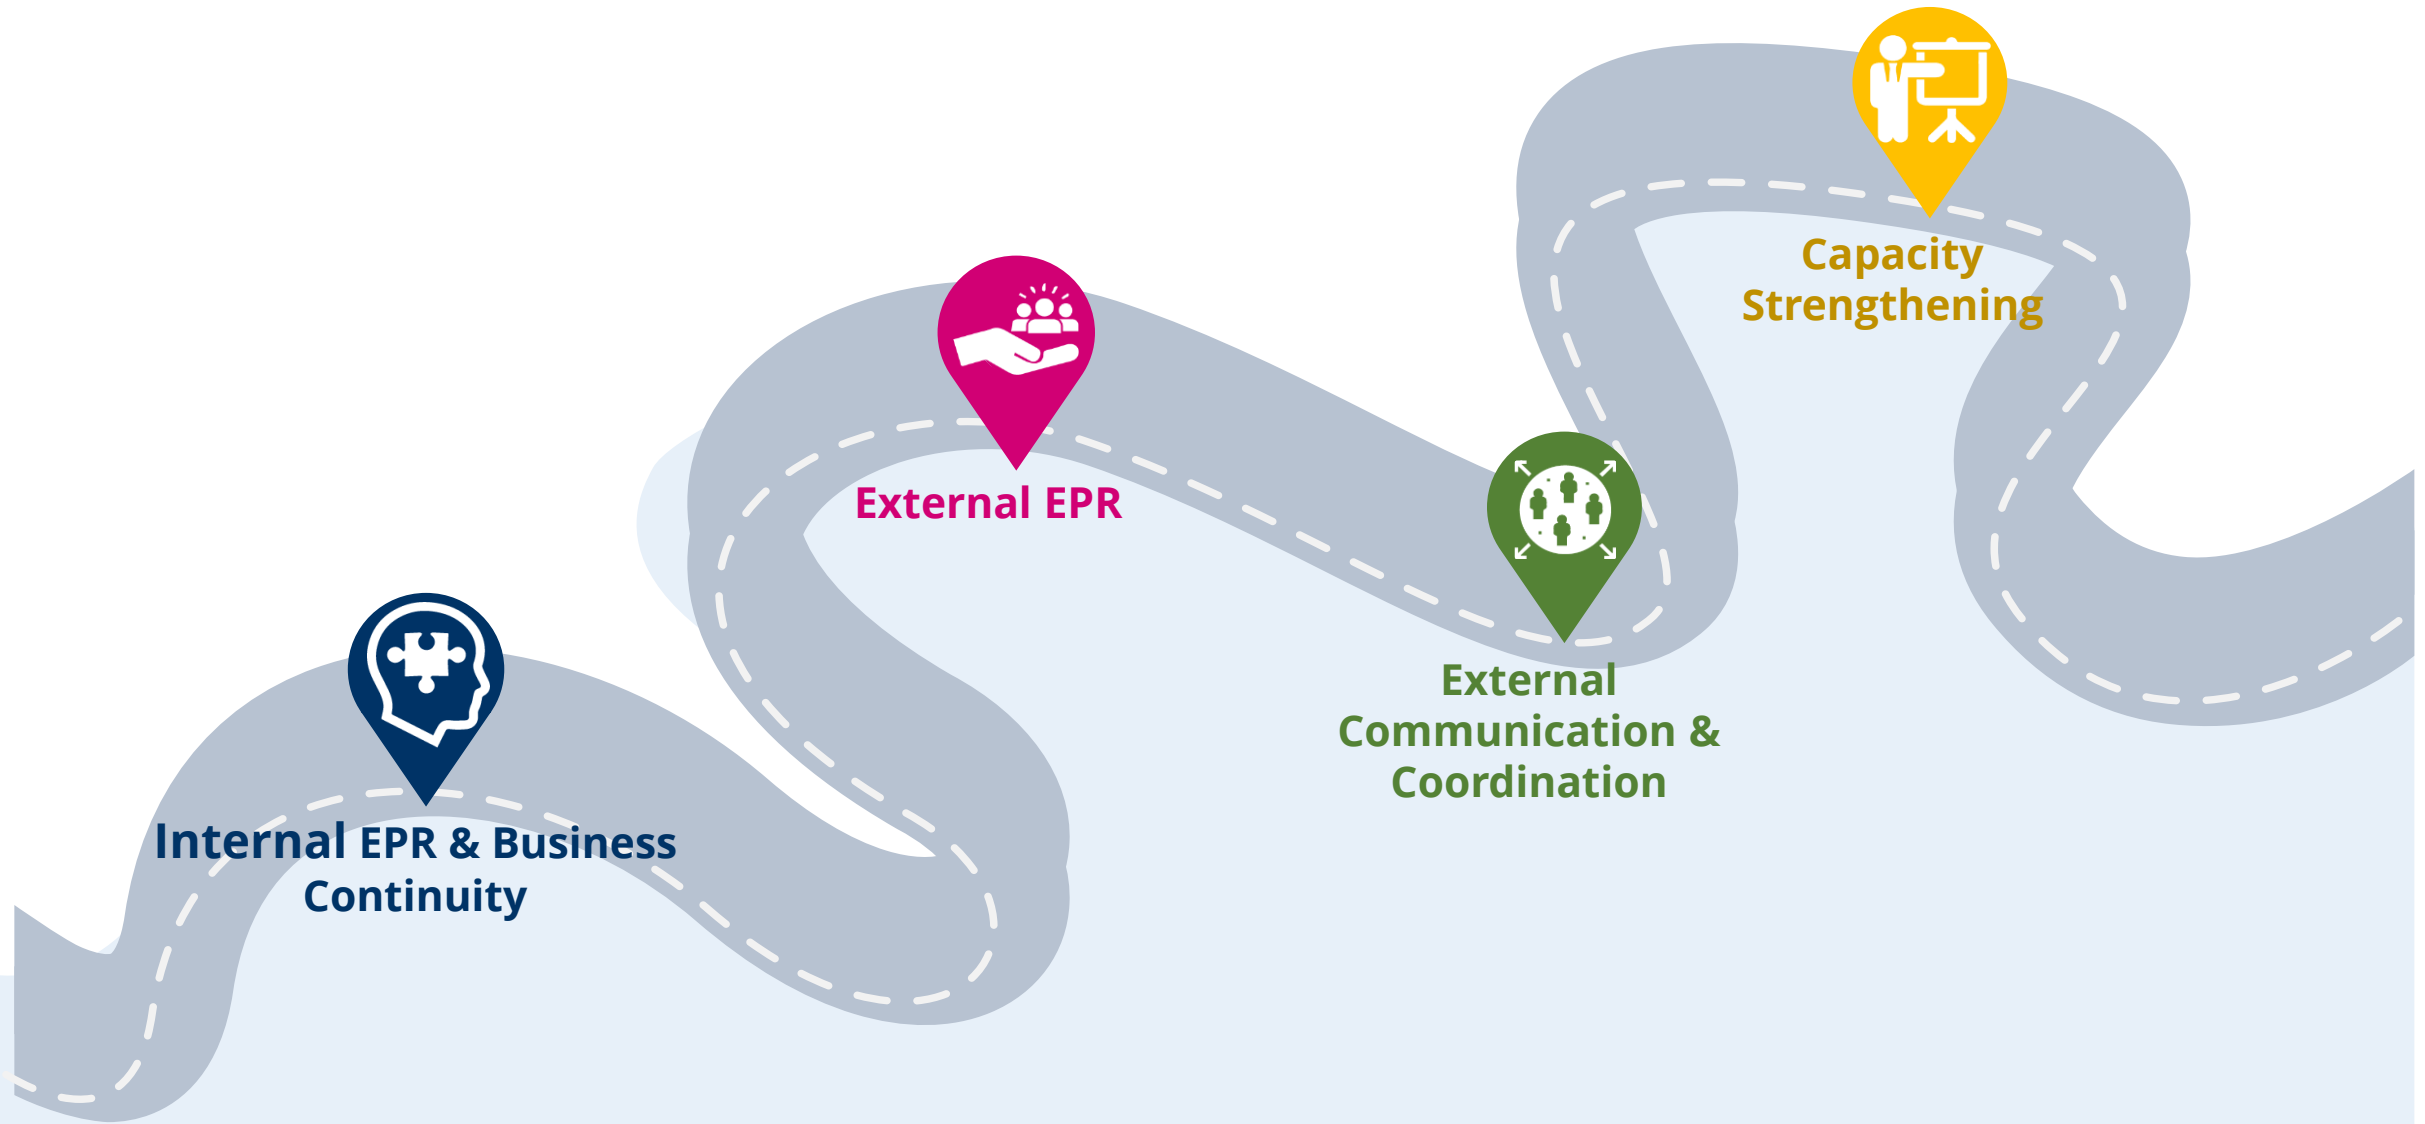 Internal EPR & Business
Continuity
External EPR
External
Communication &
Coordination
Capacity
Strengthening